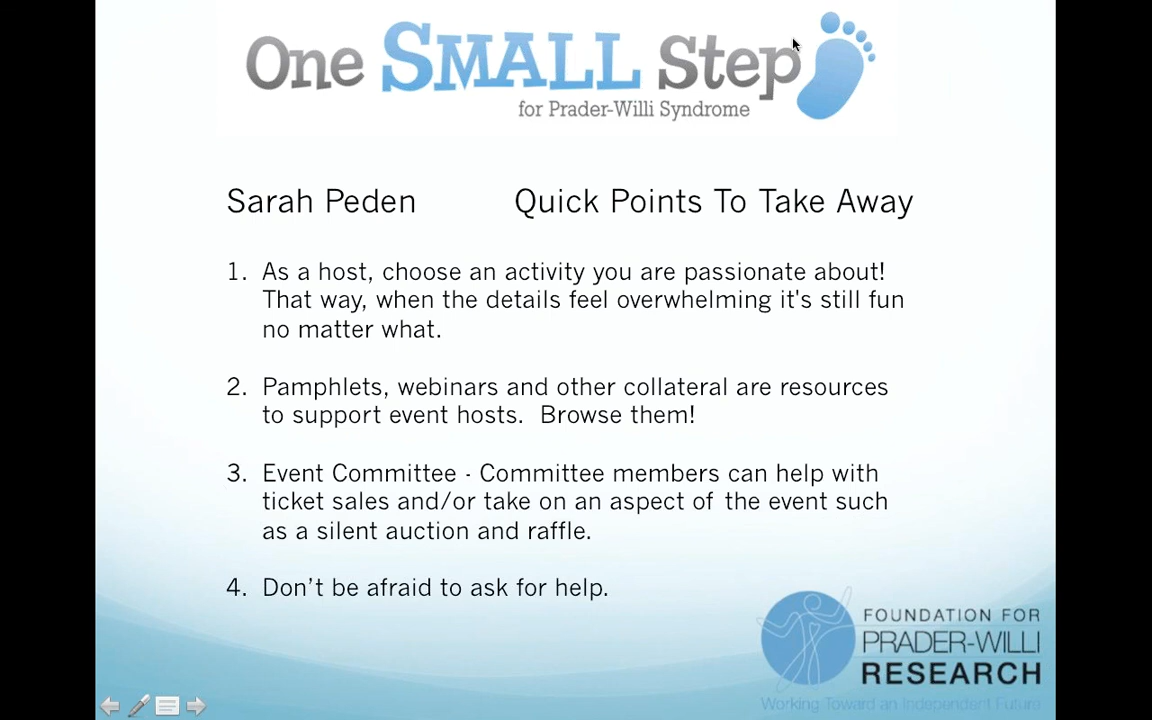 One SMALL Step
for Prader-Willi Syndrome
Sarah Peden Quick Points To Take Away
1. As a host, choose an activity you are passionate about!
That way, when the details feel overwhelming it's still fun
no matter what.
2. Pamphlets, webinars and other collateral are resources
to support event hosts.  Browse them!
3. Event Committee - Committee members can help with
ticket sales and/or take on an aspect of the event such
as a silent auction and raffle.
4. Don’t be afraid to ask for help.
FOUNDATION FOR
PRADER-WILLI
RESEARCH
Working Toward an Independent Future